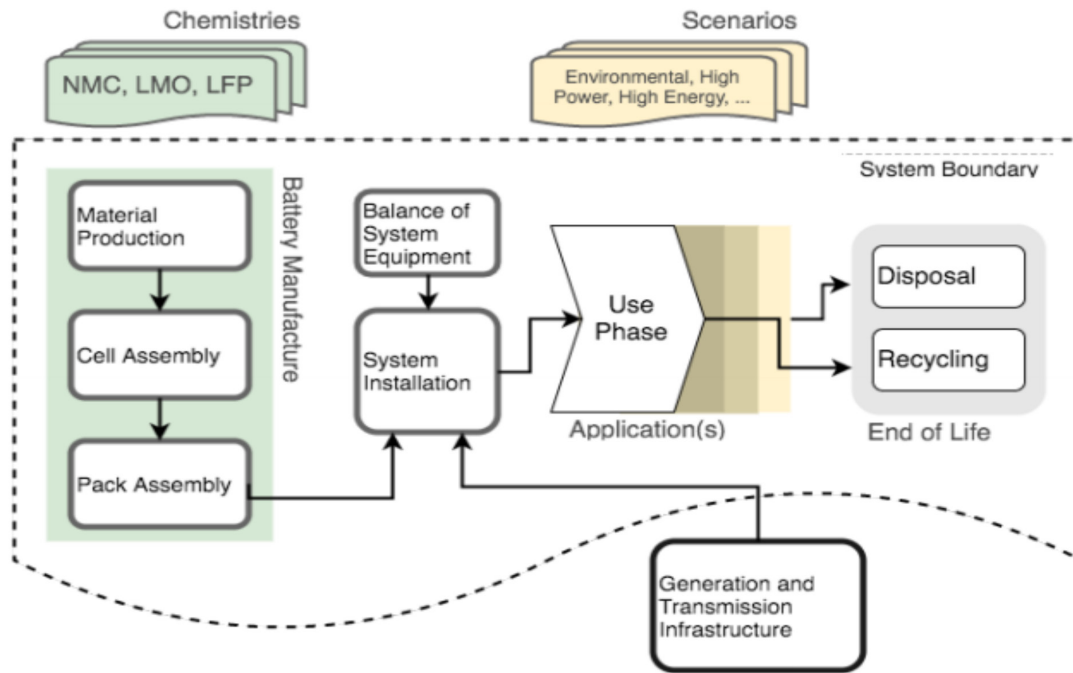 Chemistries
NMC, LMO, LFP
Scenarios
Environmental, High
Power, High Energy, ...
System Boundary
Battery Manufacture
Material
Production
Cell Assembly
Pack Assembly
Balance of
System
Equipment
System
Installation
Use
Phase
Application(s)
Disposal
Recycling
End of Life
Generation and
Transmission
Infrastructure